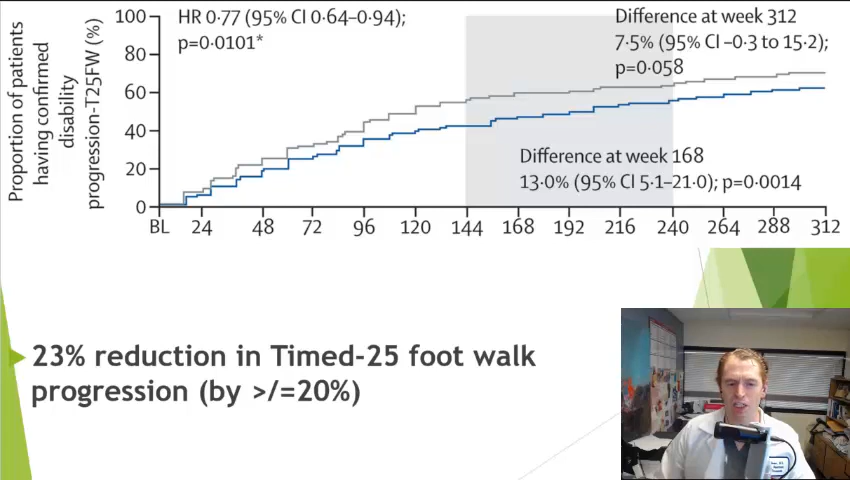 Proportion of patients
having confirmed
disability
progression-T25FW (%)
100
80
60
40
20
0
HR 0·77 (95% CI 0·64–0·94);
p=0·0101*
Difference at week 312
7·5% (95% CI –0·3 to 15·2);
p=0·058
Difference at week 168
13·0% (95% CI 5·1–21·0); p=0·0014
BL 24 48 72 96 120 144 168 192 216 240 264 288 312
23% reduction in Timed-25 foot walk
progression (by >/=20%)